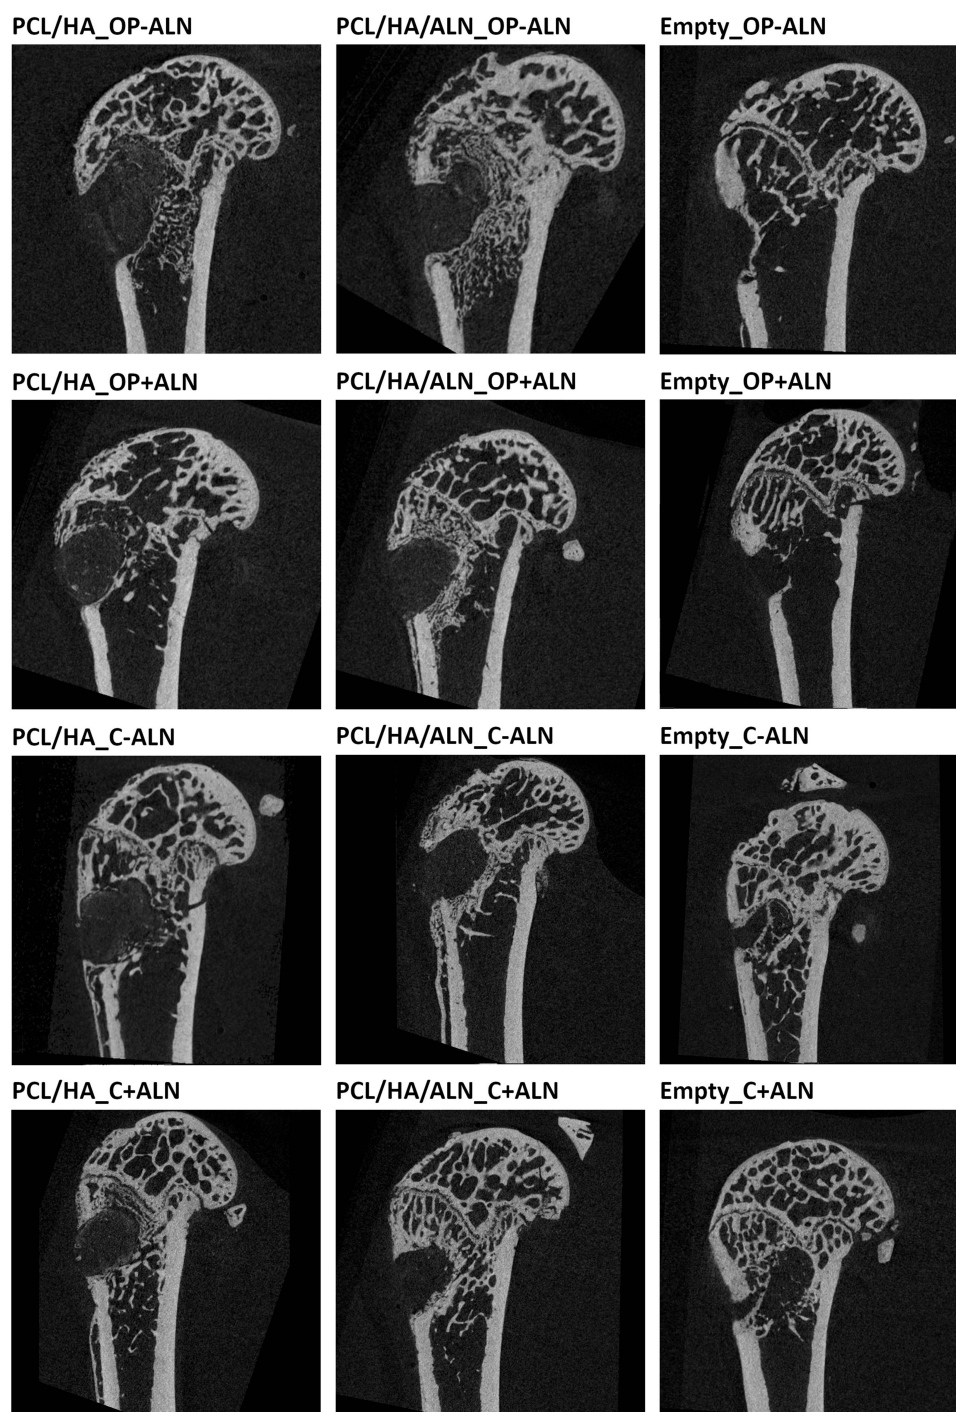 PCL/HA_OP-ALN PCL/HA/ALN_OP-ALN Empty_OP-ALN
PCL/HA_OP+ALN PCL/HA/ALN_OP+ALN Empty_OP+ALN
PCL/HA_C-ALN PCL/HA/ALN_C-ALN Empty_C-ALN
PCL/HA_C+ALN PCL/HA/ALN_C+ALN Empty_C+ALN